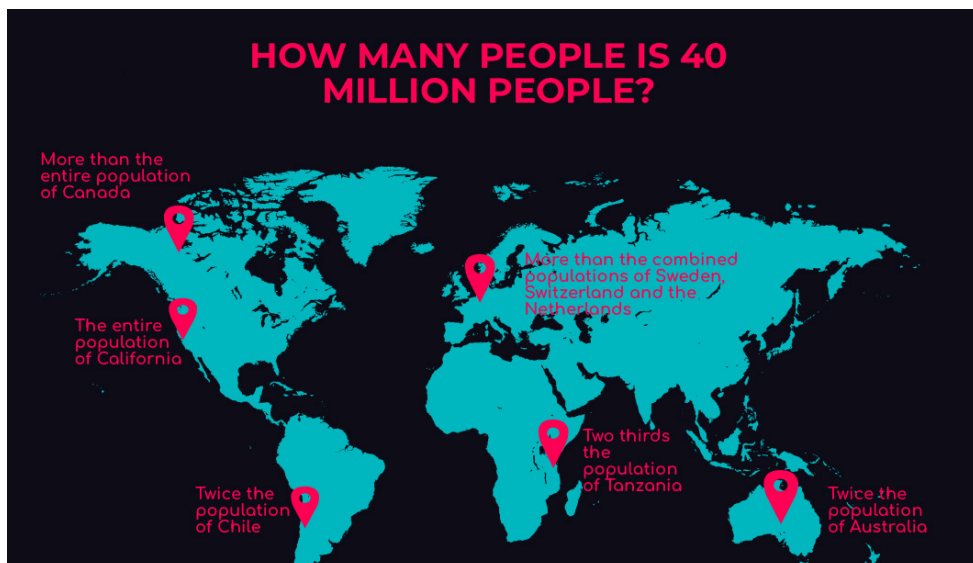 HOW MANY PEOPLE IS 40
MILLION PEOPLE?
More than the
entire population
of Canada
More than the combined
populations of Sweden,
Switzerland and the
Netherlands
The entire
population
of California
Two thirds
the
population
of Tanzania
Twice the
population
of Chile
Twice the
population
of Australia